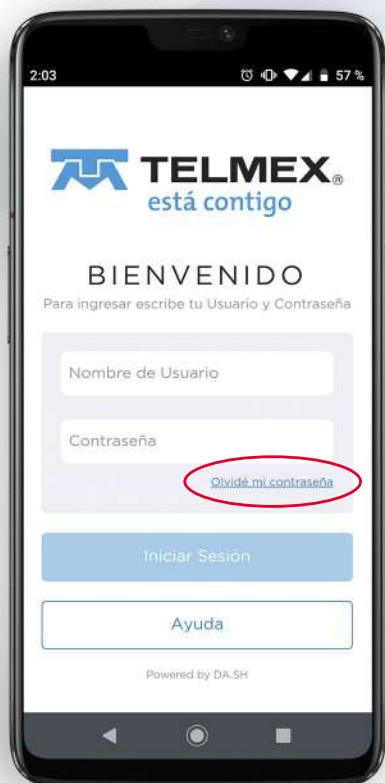 2:03
57 %
TELMEX®
está contigo
BIENVENIDO
Para ingresar escribe tu Usuario y Contraseña
Nombre de Usuario
Contraseña
Olvidé mi contraseña
Iniciar Sesión
Ayuda
Powered by DA.SH